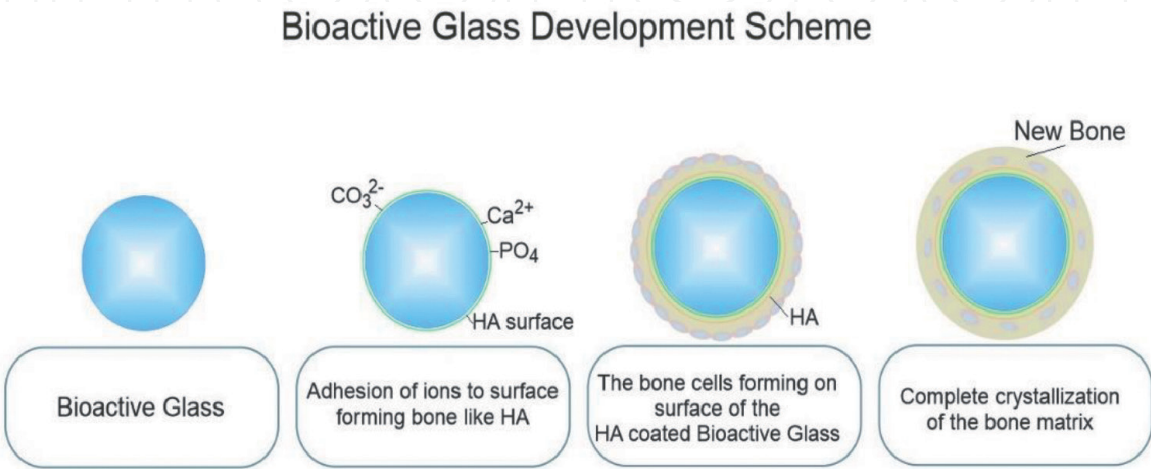 Bioactive Glass Development Scheme
New Bone
CO₃²⁻
Ca²⁺
PO₄
HA surface
HA
Bioactive Glass
Adhesion of ions to surface
forming bone like HA
The bone cells forming on
surface of the
HA coated Bioactive Glass
Complete crystallization
of the bone matrix